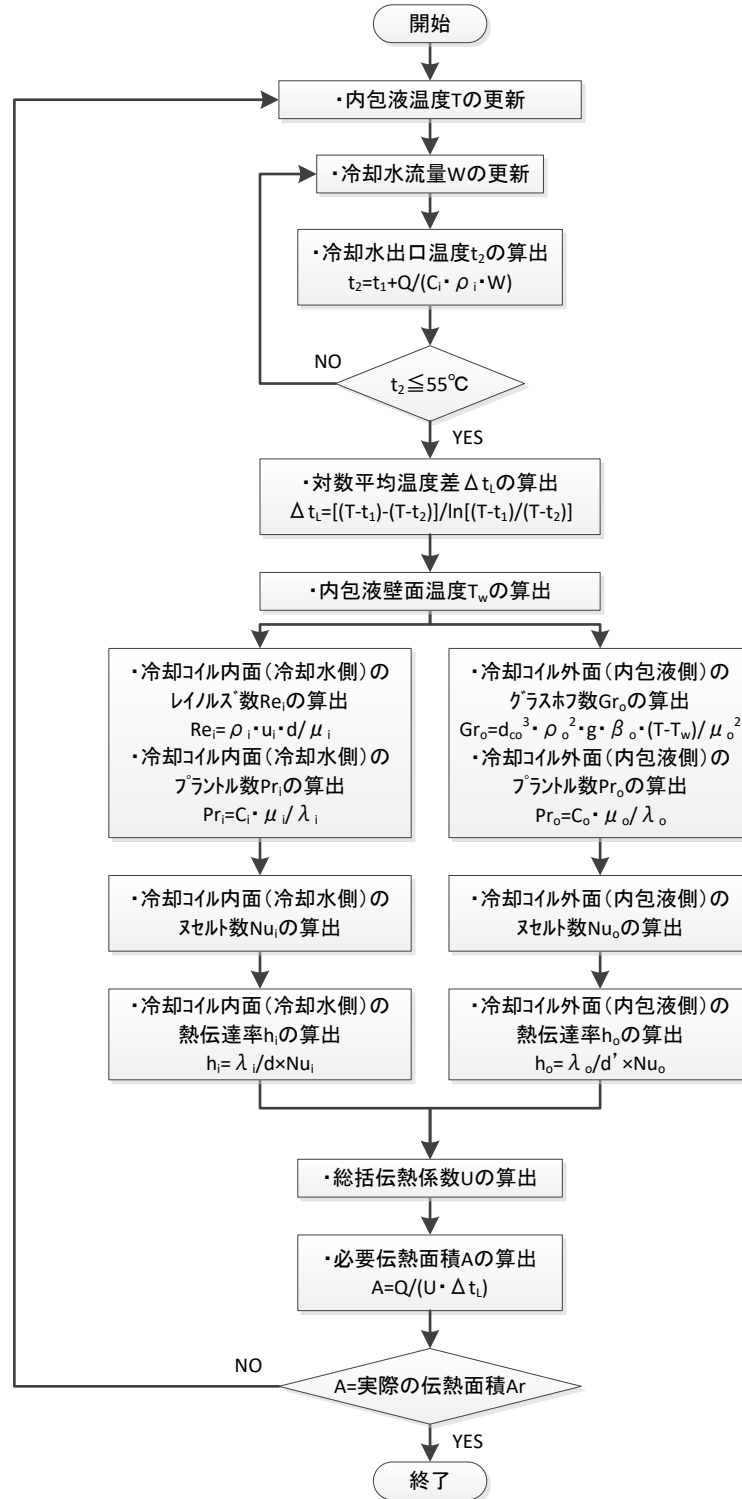 開始
・内包液温度Tの更新
・冷却水流量Wの更新
・冷却水出口温度t₂の算出
t₂=t₁+Q/(Cᵢ・ρᵢ・W)
NO
t₂≦55℃
YES
・対数平均温度差Δt_Lの算出
Δt_L=[(T-t₁)-(T-t₂)]/ln[(T-t₁)/(T-t₂)]
・内包液壁面温度T_wの算出
・冷却ｺｲﾙ内面(冷却水側)の
ﾚｲﾉﾙｽﾞ数Reᵢの算出
Reᵢ=ρᵢ・uᵢ・d/μᵢ
・冷却ｺｲﾙ内面(冷却水側)の
ﾌﾟﾗﾝﾄﾙ数Prᵢの算出
Prᵢ=Cᵢ・μᵢ/λᵢ
・冷却ｺｲﾙ外面(内包液側)の
ｸﾞﾗｽﾎﾌ数Grₒの算出
Grₒ=d_co³・ρₒ²・g・βₒ・(T-T_w)/μₒ²
・冷却ｺｲﾙ外面(内包液側)の
ﾌﾟﾗﾝﾄﾙ数Prₒの算出
Prₒ=Cₒ・μₒ/λₒ
・冷却ｺｲﾙ内面(冷却水側)の
ﾇｾﾙﾄ数Nuᵢの算出
・冷却ｺｲﾙ外面(内包液側)の
ﾇｾﾙﾄ数Nuₒの算出
・冷却ｺｲﾙ内面(冷却水側)の
熱伝達率hᵢの算出
hᵢ=λᵢ/d×Nuᵢ
・冷却ｺｲﾙ外面(内包液側)の
熱伝達率hₒの算出
hₒ=λₒ/d’×Nuₒ
・総括伝熱係数Uの算出
・必要伝熱面積Aの算出
A=Q/(U・Δt_L)
NO
A=実際の伝熱面積Ar
YES
終了